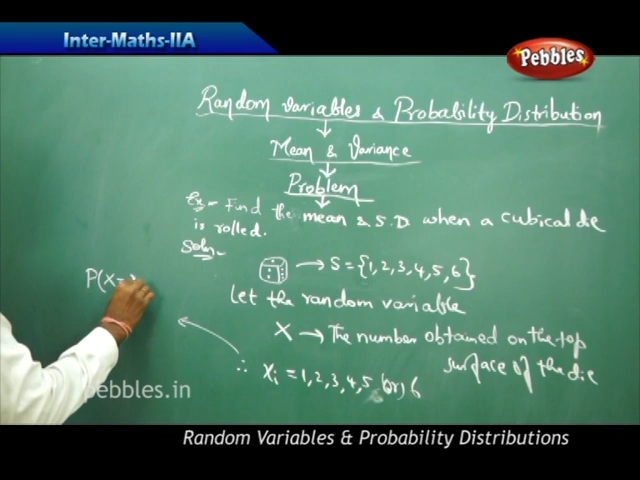 Inter-Maths-IIA
Pebbles
Random Variables & Probability Distribution
Mean & Variance
Problem
Ex:- Find the mean & S.D. when a cubical die
is rolled.
Soln:-
→ S = {1,2,3,4,5,6}
Let the random variable
X → The number obtained on the top
surface of the die
∴ xi = 1,2,3,4,5 (or) 6
P(X=
pebbles.in
Random Variables & Probability Distributions